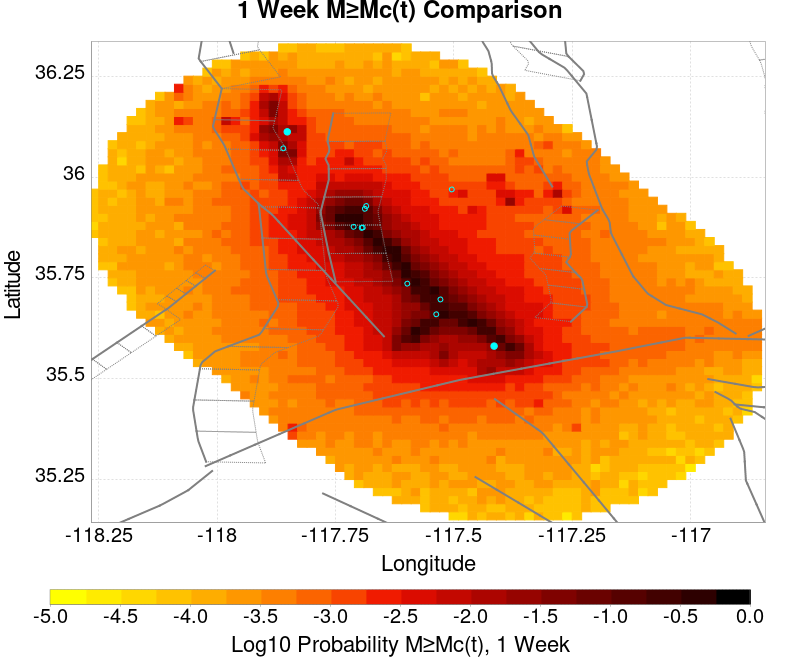 1 Week M≥Mc(t) Comparison
36.25
36
35.75
35.5
35.25
Latitude
-118.25 -118 -117.75 -117.5 -117.25 -117
Longitude
-5.0 -4.5 -4.0 -3.5 -3.0 -2.5 -2.0 -1.5 -1.0 -0.5 0.0
Log10 Probability M≥Mc(t), 1 Week